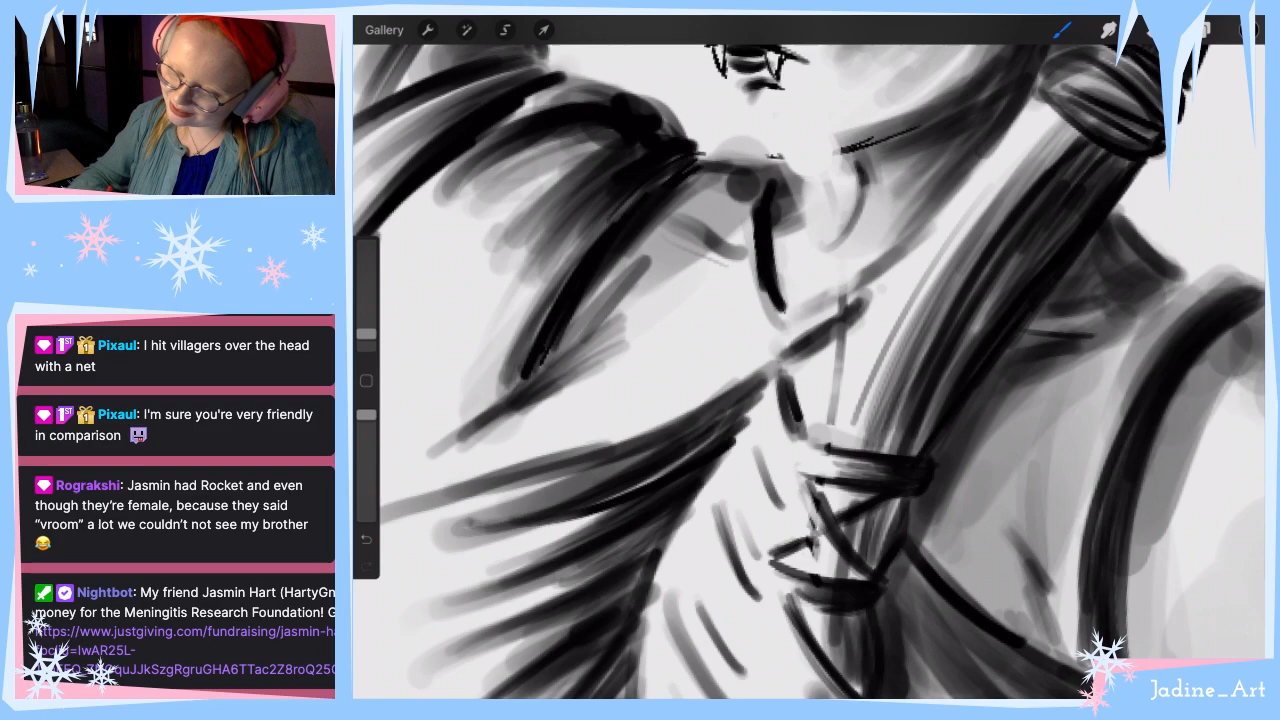 Gallery
Pixaul: I hit villagers over the head
with a net
Pixaul: I'm sure you're very friendly
in comparison
Rograkshi: Jasmin had Rocket and even
though they're female, because they said
"vroom" a lot we couldn't not see my brother
😂
Nightbot: My friend Jasmin Hart (HartyGn
money for the Meningitis Research Foundation! G
https://www.justgiving.com/fundraising/jasmin-ha
Jadine_Art